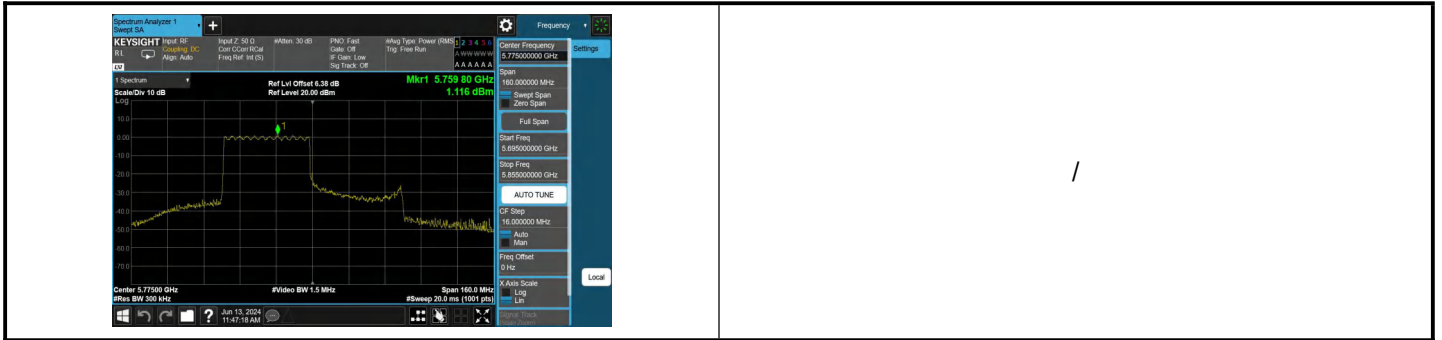 Spectrum Analyzer 1
Swept SA
+
Frequency
KEYSIGHT
Input: RF
Coupling: DC
Align: Auto
Input Z: 50 Ω
Corr CCorr RCal
Freq Ref: Int (S)
#Atten: 30 dB
PNO: Fast
Gate: Off
IF Gain: Low
Sig Track: Off
#Avg Type: Power (RMS
Trig: Free Run
1 2 3 4 5 6
A W W W W W
A A A A A A
RL
LXI
1 Spectrum
Scale/Div 10 dB
Log
Ref Lvl Offset 6.38 dB
Ref Level 20.00 dBm
Mkr1 5.759 80 GHz
1.116 dBm
10.0
0.00
-10.0
-20.0
-30.0
-40.0
-50.0
-60.0
-70.0
1
Center 5.77500 GHz
#Res BW 300 kHz
#Video BW 1.5 MHz
Span 160.0 MHz
#Sweep 20.0 ms (1001 pts)
Center Frequency
5.775000000 GHz
Settings
Span
160.000000 MHz
Swept Span
Zero Span
Full Span
Start Freq
5.695000000 GHz
Stop Freq
5.855000000 GHz
AUTO TUNE
CF Step
16.000000 MHz
Auto
Man
Freq Offset
0 Hz
X Axis Scale
Log
Lin
Signal Track
Local
?
Jun 13, 2024
11:47:18 AM
/